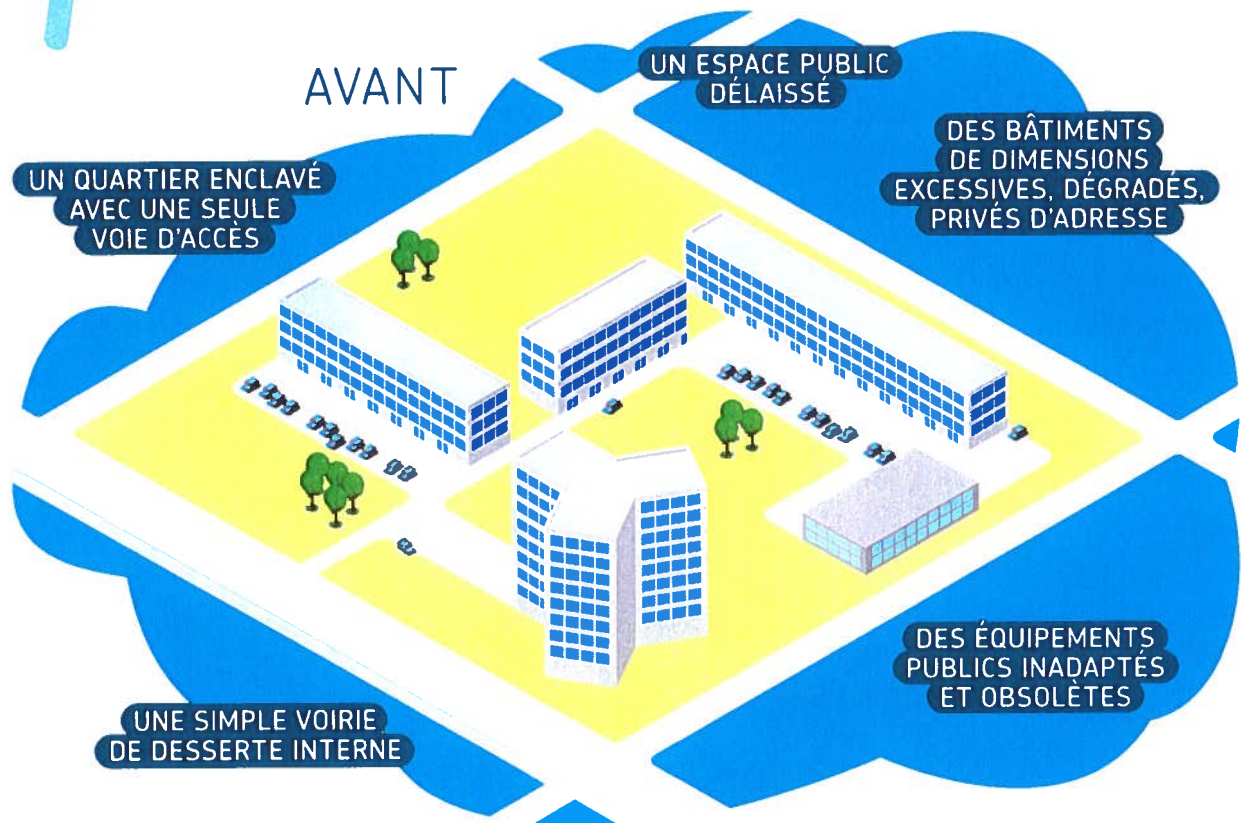 AVANT
UN ESPACE PUBLIC
DÉLAISSÉ
DES BÂTIMENTS
DE DIMENSIONS
EXCESSIVES, DÉGRADÉS,
PRIVÉS D'ADRESSE
UN QUARTIER ENCLAVÉ
AVEC UNE SEULE
VOIE D'ACCÈS
DES ÉQUIPEMENTS
PUBLICS INADAPTÉS
ET OBSOLÈTES
UNE SIMPLE VOIRIE
DE DESSERTE INTERNE